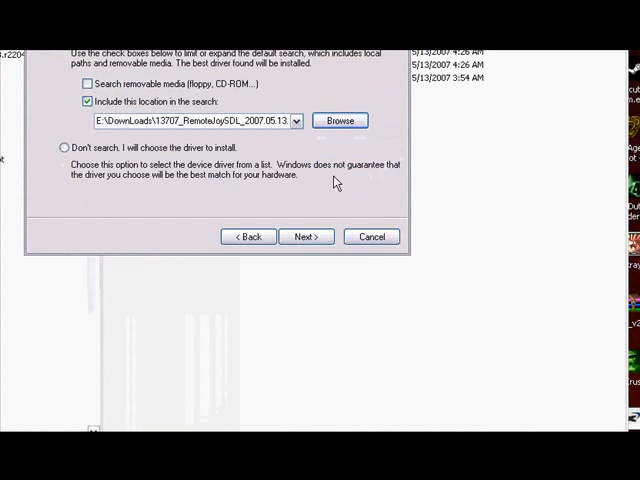 .r2204
Use the check boxes below to limit or expand the default search, which includes local
paths and removable media. The best driver found will be installed.
Search removable media (floppy, CD-ROM...)
Include this location in the search:
E:\DownLoads\13707_RemoteJoySDL_2007.05.13.
Browse
Don't search. I will choose the driver to install.
Choose this option to select the device driver from a list. Windows does not guarantee that
the driver you choose will be the best match for your hardware.
< Back
Next >
Cancel
5/13/2007 4:26 AM
5/13/2007 4:26 AM
5/13/2007 3:54 AM